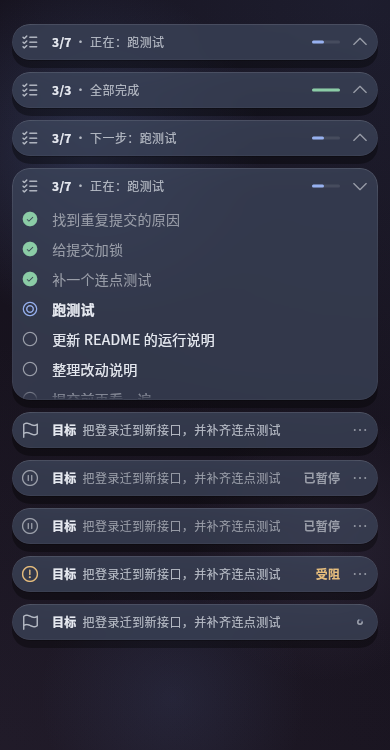 3/7 · 正在：跑测试
3/3 · 全部完成
3/7 · 下一步：跑测试
3/7 · 正在：跑测试
找到重复提交的原因
给提交加锁
补一个连点测试
跑测试
更新 README 的运行说明
整理改动说明
目标 把登录迁到新接口，并补齐连点测试
目标 把登录迁到新接口，并补齐连点测试 已暂停
目标 把登录迁到新接口，并补齐连点测试 已暂停
目标 把登录迁到新接口，并补齐连点测试 受阻
目标 把登录迁到新接口，并补齐连点测试